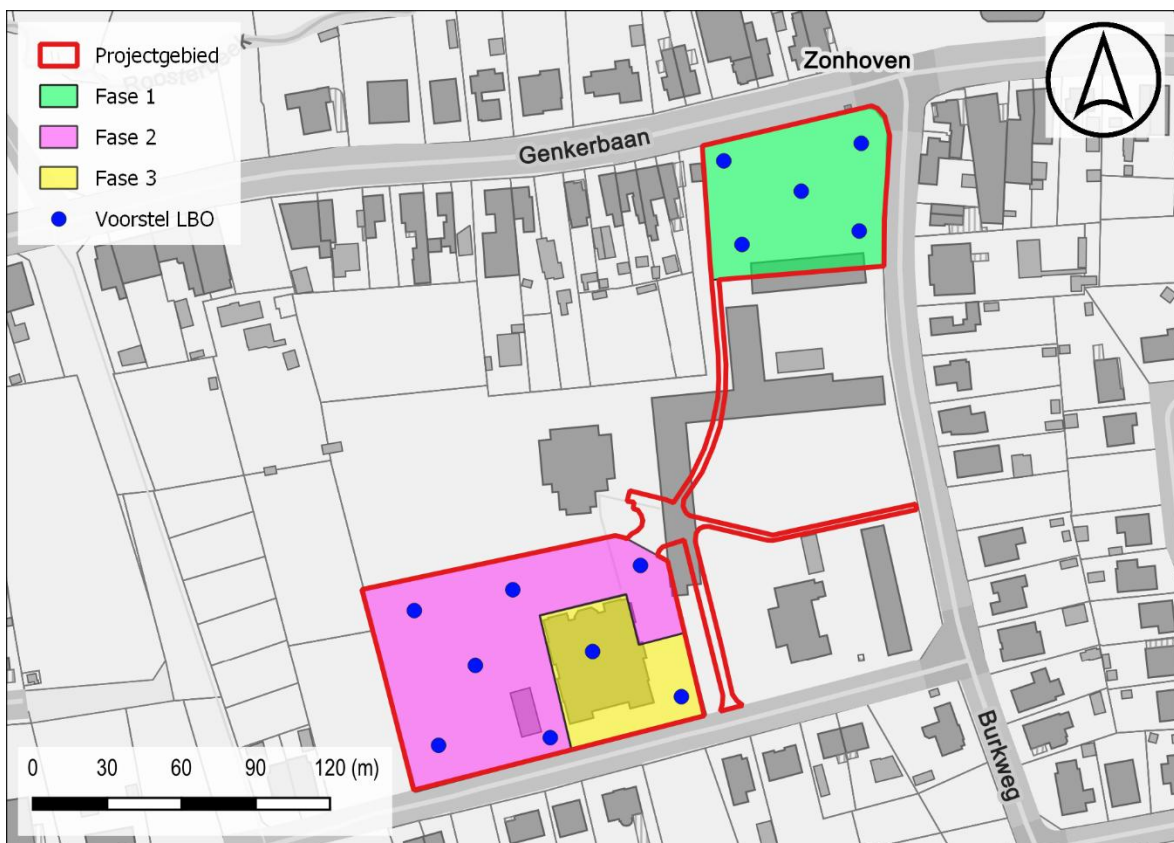 Projectgebied
Fase 1
Fase 2
Fase 3
Voorstel LBO
Zonhoven
Genkerbaan
Burkweg
0 30 60 90 120 (m)